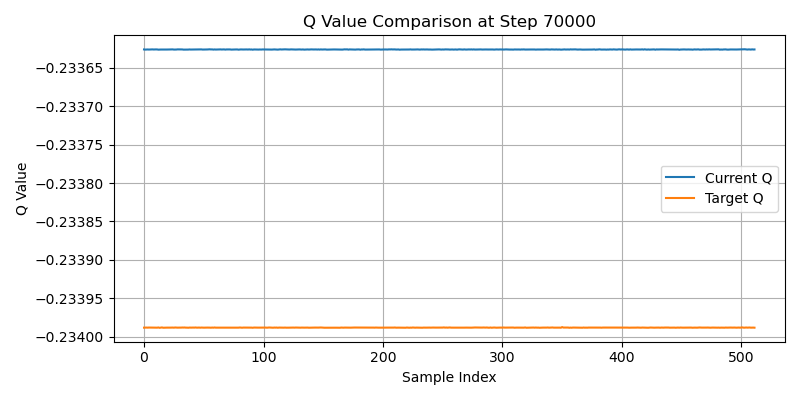 Q Value Comparison at Step 70000
Q Value
−0.23365
−0.23370
−0.23375
−0.23380
−0.23385
−0.23390
−0.23395
−0.23400
Current Q
Target Q
0 100 200 300 400 500
Sample Index